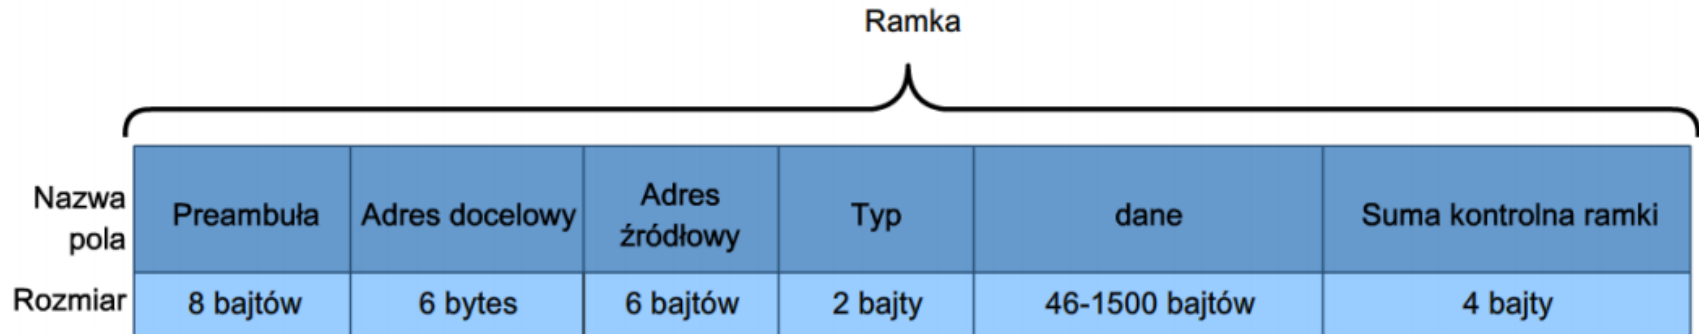 Ramka
Nazwa pola
Preambuła
Adres docelowy
Adres źródłowy
Typ
dane
Suma kontrolna ramki
Rozmiar
8 bajtów
6 bytes
6 bajtów
2 bajty
46-1500 bajtów
4 bajty